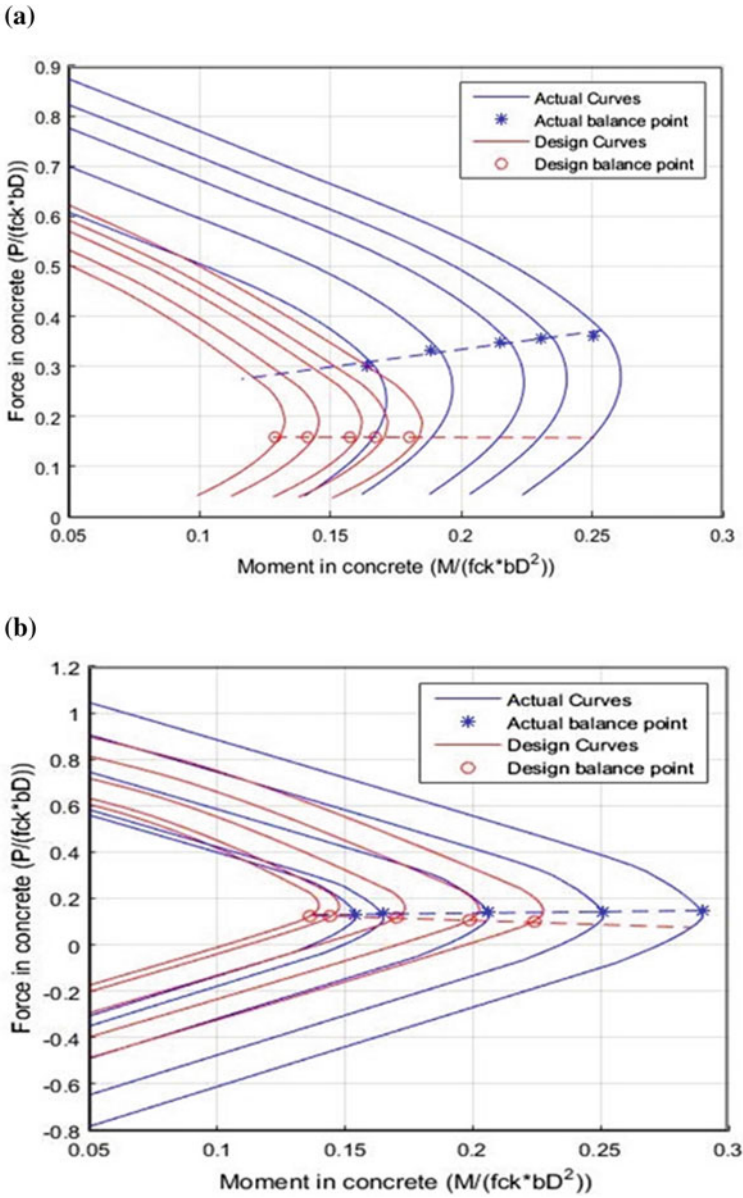 (a)
0.9
0.8
0.7
0.6
0.5
0.4
0.3
0.2
0.1
0
Force in concrete (P/(fck*bD))
Actual Curves
Actual balance point
Design Curves
Design balance point
0.05 0.1 0.15 0.2 0.25 0.3
Moment in concrete (M/(fck*bD²))
(b)
1.2
1
0.8
0.6
0.4
0.2
0
-0.2
-0.4
-0.6
-0.8
Force in concrete (P/(fck*bD))
Actual Curves
Actual balance point
Design Curves
Design balance point
0.05 0.1 0.15 0.2 0.25 0.3
Moment in concrete (M/(fck*bD²))